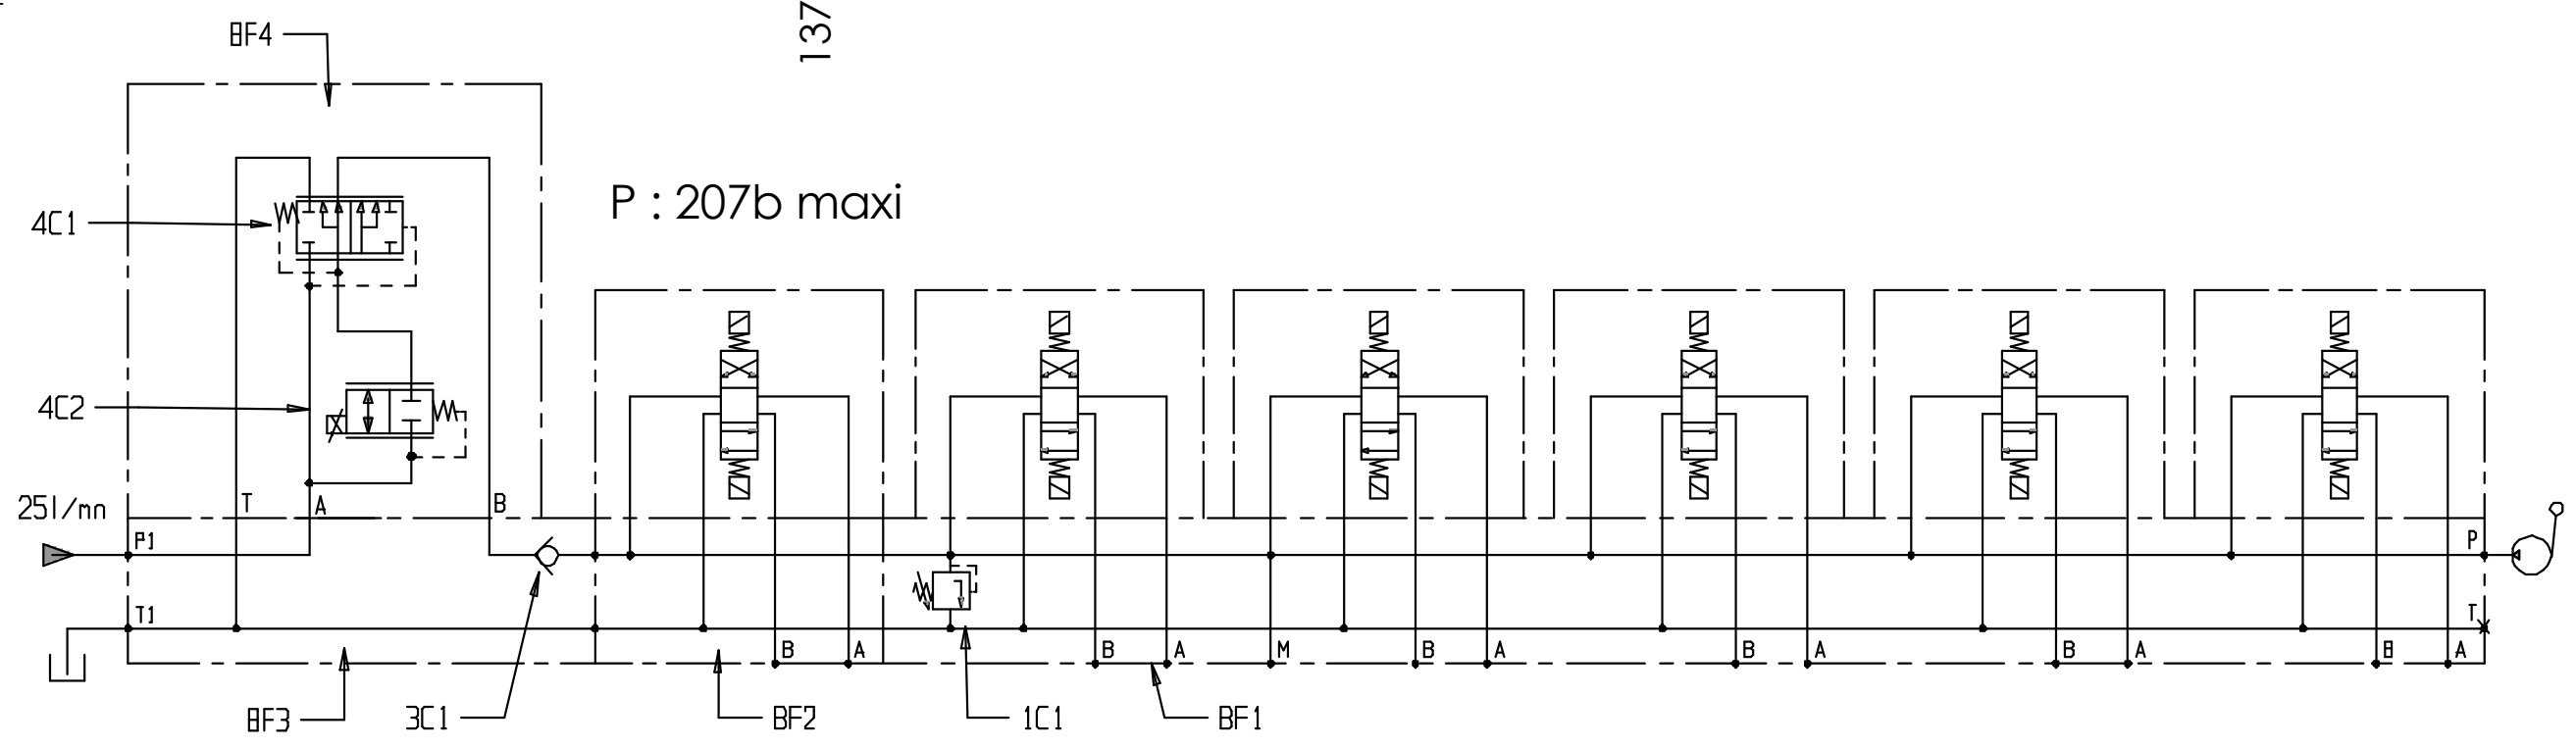 BF4
137
4C1
P : 207b maxi
4C2
25l/mn
T
A
B
P1
P
T1
T
B
A
B
A
M
B
A
B
A
B
A
B
A
BF3
3C1
BF2
1C1
BF1